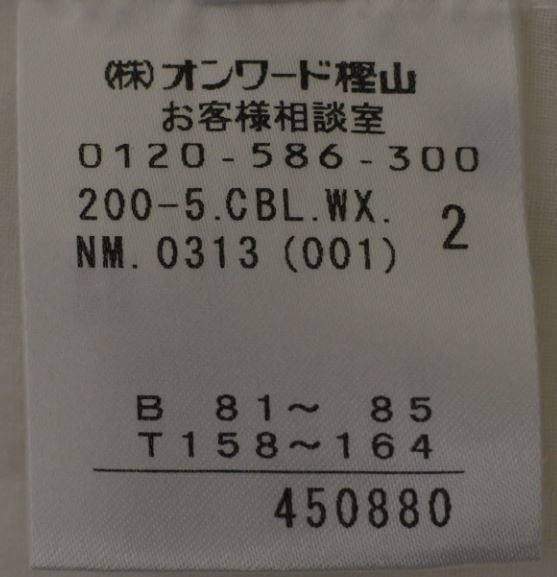 (株)オンワード樫山
お客様相談室
0120-586-300
200-5.CBL.WX. 2
NM.0313(001)
B 81～ 85
T158～164
450880